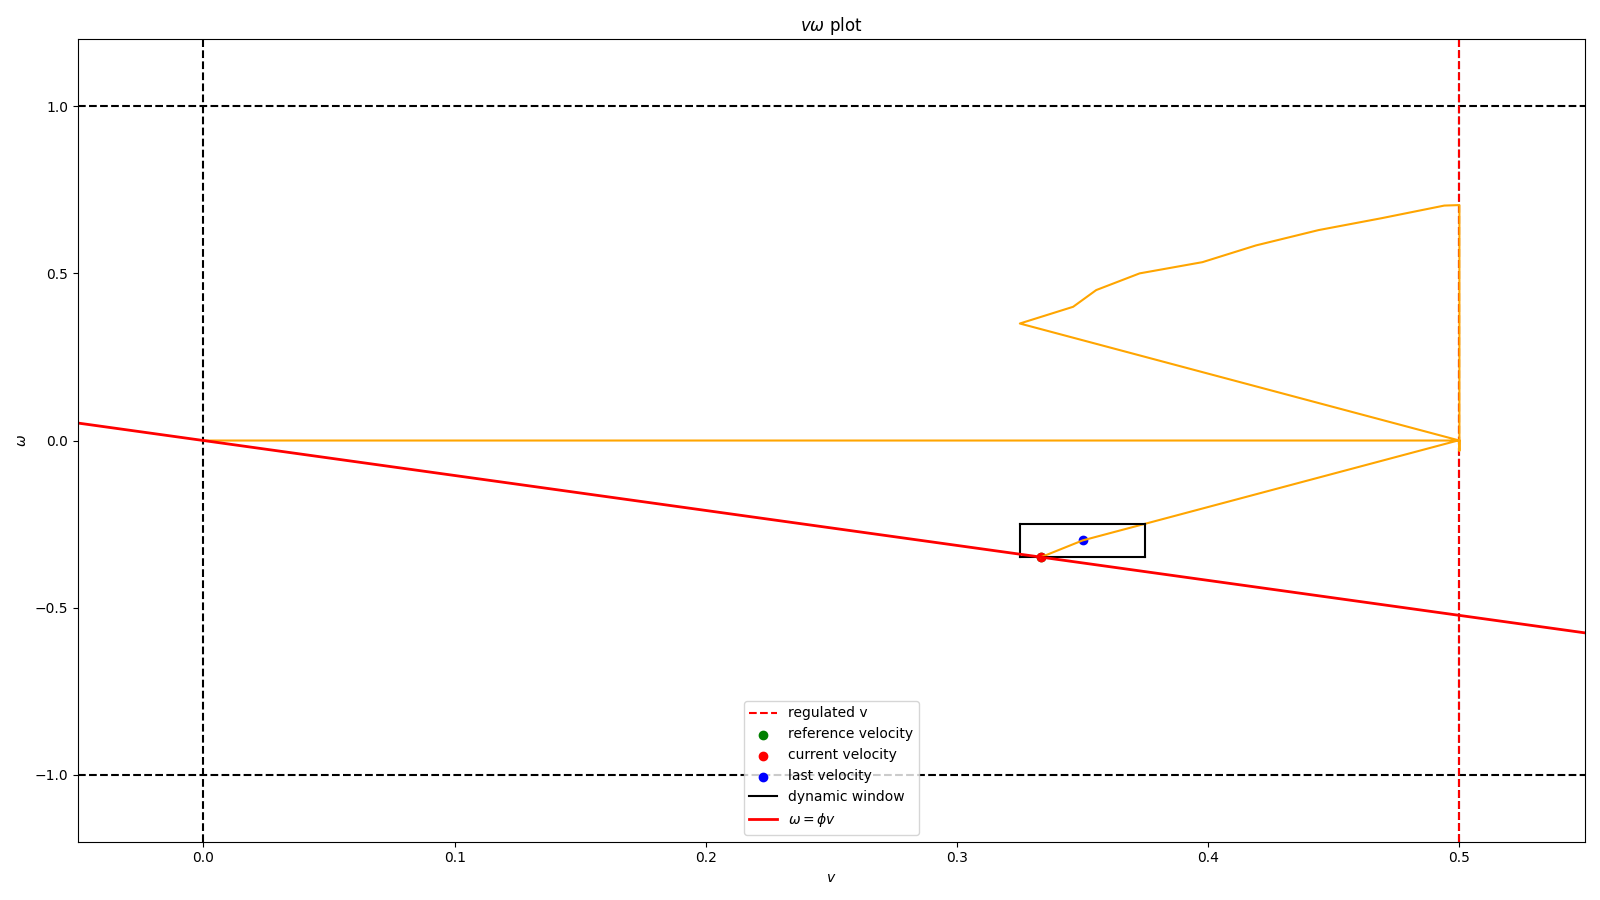 vω plot
1.0
0.5
0.0
−0.5
−1.0
ω
0.0 0.1 0.2 0.3 0.4 0.5
v
regulated v
reference velocity
current velocity
last velocity
dynamic window
ω = ϕv